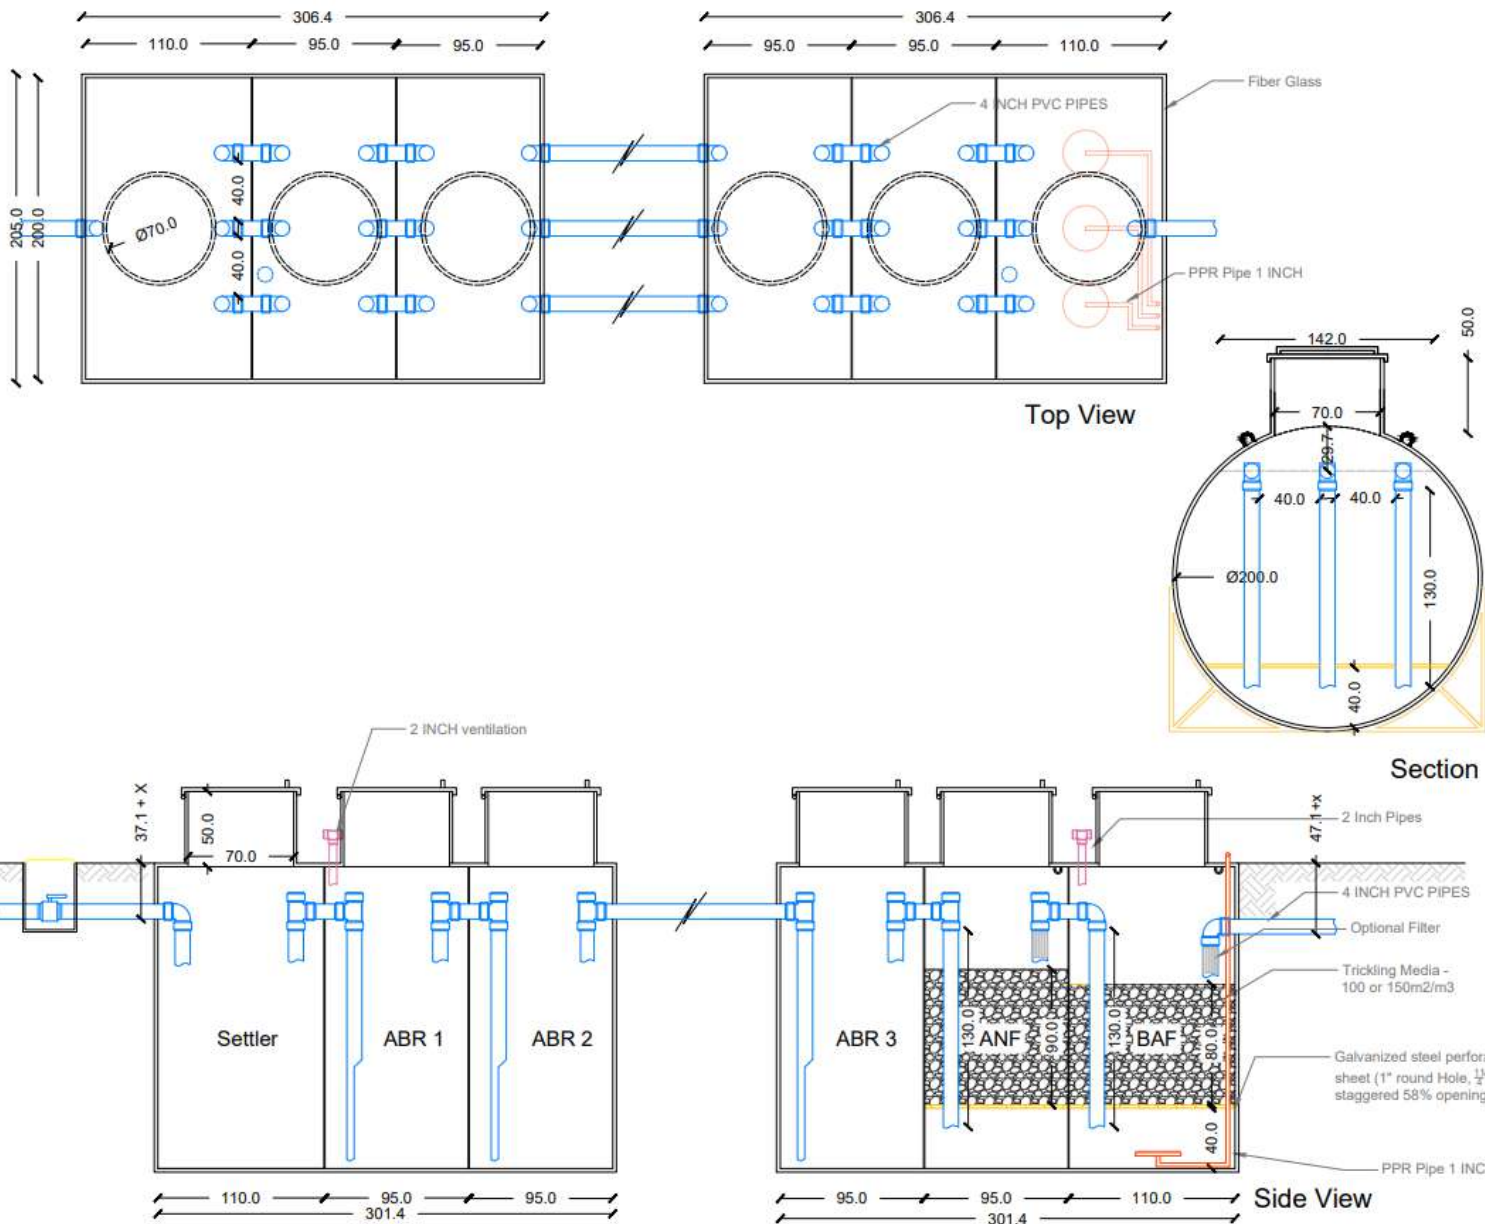 306.4
306.4
110.0
95.0
95.0
95.0
95.0
110.0
Fiber Glass
4 INCH PVC PIPES
205.0
200.0
40.0
40.0
Ø70.0
PPR Pipe 1 INCH
Top View
142.0
50.0
70.0
29.7
40.0
40.0
Ø200.0
130.0
40.0
Section
2 INCH ventilation
37.1 + X
50.0
70.0
2 Inch Pipes
47.1+x
4 INCH PVC PIPES
Optional Filter
Trickling Media -
100 or 150m2/m3
Settler
ABR 1
ABR 2
ABR 3
130.0
ANF
90.0
130.0
BAF
80.0
Galvanized steel perfor
sheet (1" round Hole,
staggered 58% opening
40.0
PPR Pipe 1 INC
110.0
95.0
95.0
301.4
95.0
95.0
110.0
301.4
Side View